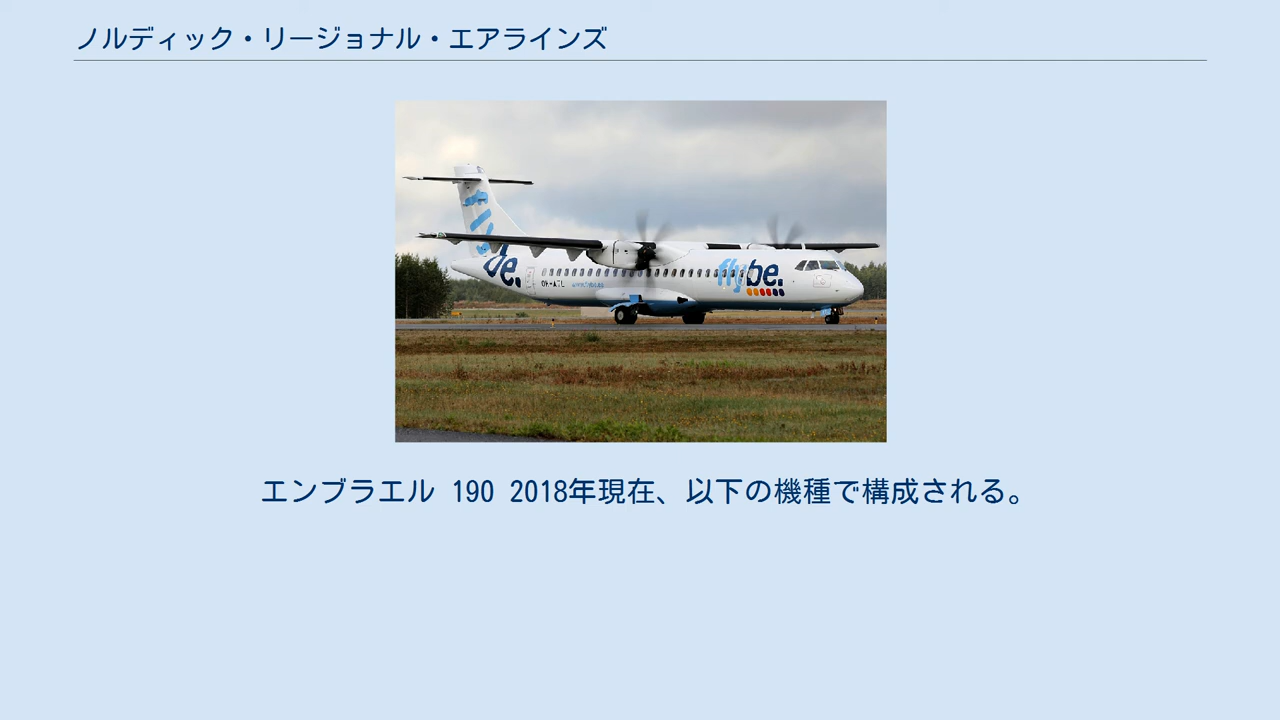 ノルディック・リージョナル・エアラインズ
be.
flybe.
エンブラエル 190 2018年現在、以下の機種で構成される。